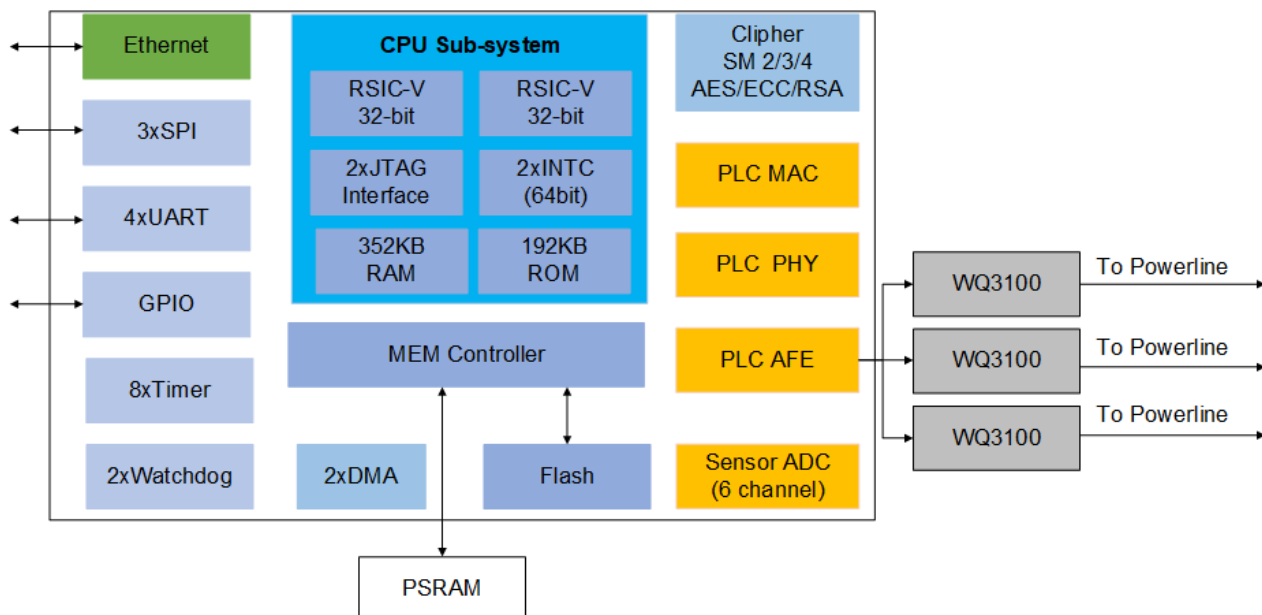 Ethernet
3xSPI
4xUART
GPIO
8xTimer
2xWatchdog
CPU Sub-system
RSIC-V
32-bit
RSIC-V
32-bit
2xJTAG
Interface
2xINTC
(64bit)
352KB
RAM
192KB
ROM
MEM Controller
2xDMA
Flash
PSRAM
Clipher
SM 2/3/4
AES/ECC/RSA
PLC MAC
PLC PHY
PLC AFE
Sensor ADC
(6 channel)
WQ3100
To Powerline
WQ3100
To Powerline
WQ3100
To Powerline